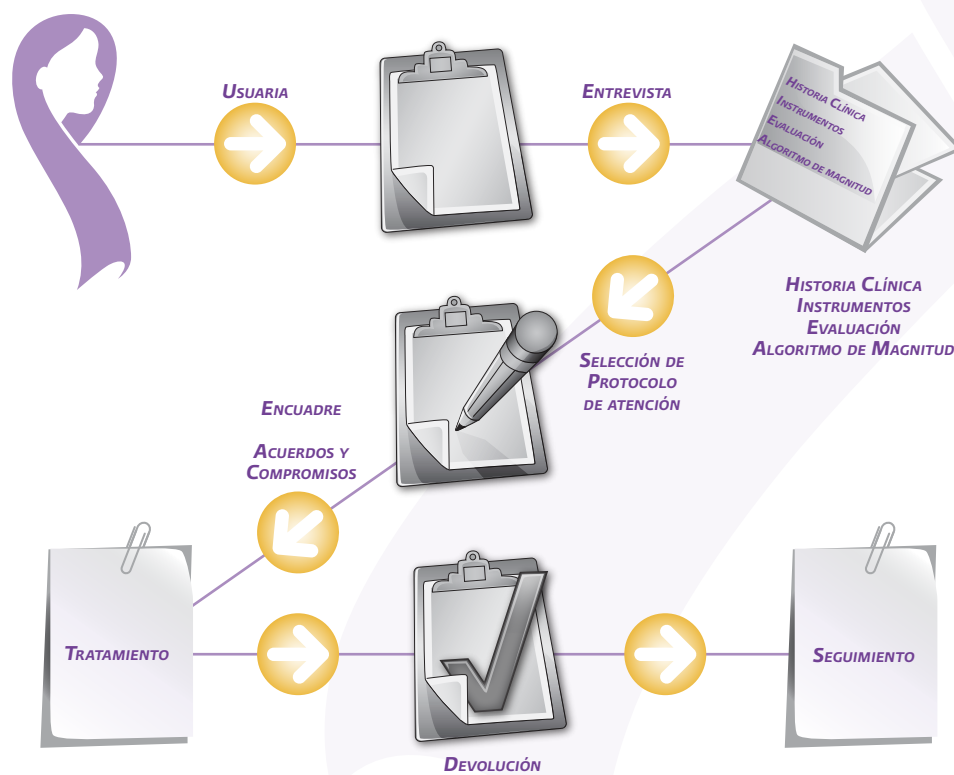 Usuaria
Entrevista
Historia Clínica
Instrumentos
Evaluación
Algoritmo de magnitud
Historia Clínica
Instrumentos
Evaluación
Algoritmo de Magnitud
Selección de
Protocolo
de atención
Encuadre
Acuerdos y
Compromisos
Tratamiento
Devolución
Seguimiento